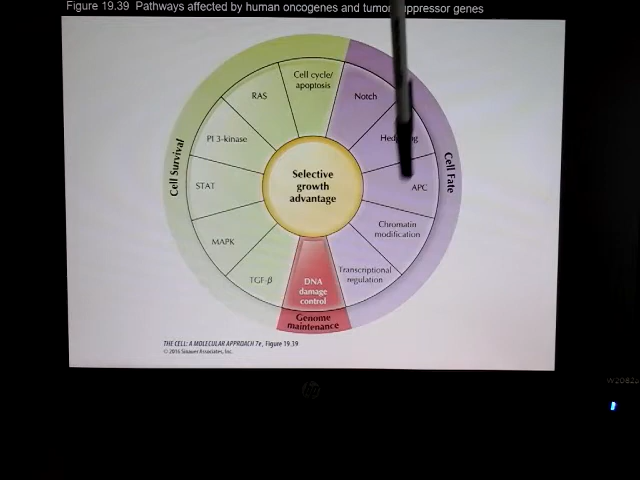 Figure 19.39 Pathways affected by human oncogenes and tumor suppressor genes
Cell cycle/
apoptosis
Notch
APC
Chromatin
modification
Transcriptional
regulation
DNA
damage
control
Genome
maintenance
TGF-β
MAPK
STAT
PI 3-kinase
RAS
Cell Survival
Cell Fate
Selective
growth
advantage
THE CELL: A MOLECULAR APPROACH 7e, Figure 19.39
© 2016 Sinauer Associates, Inc.
hp